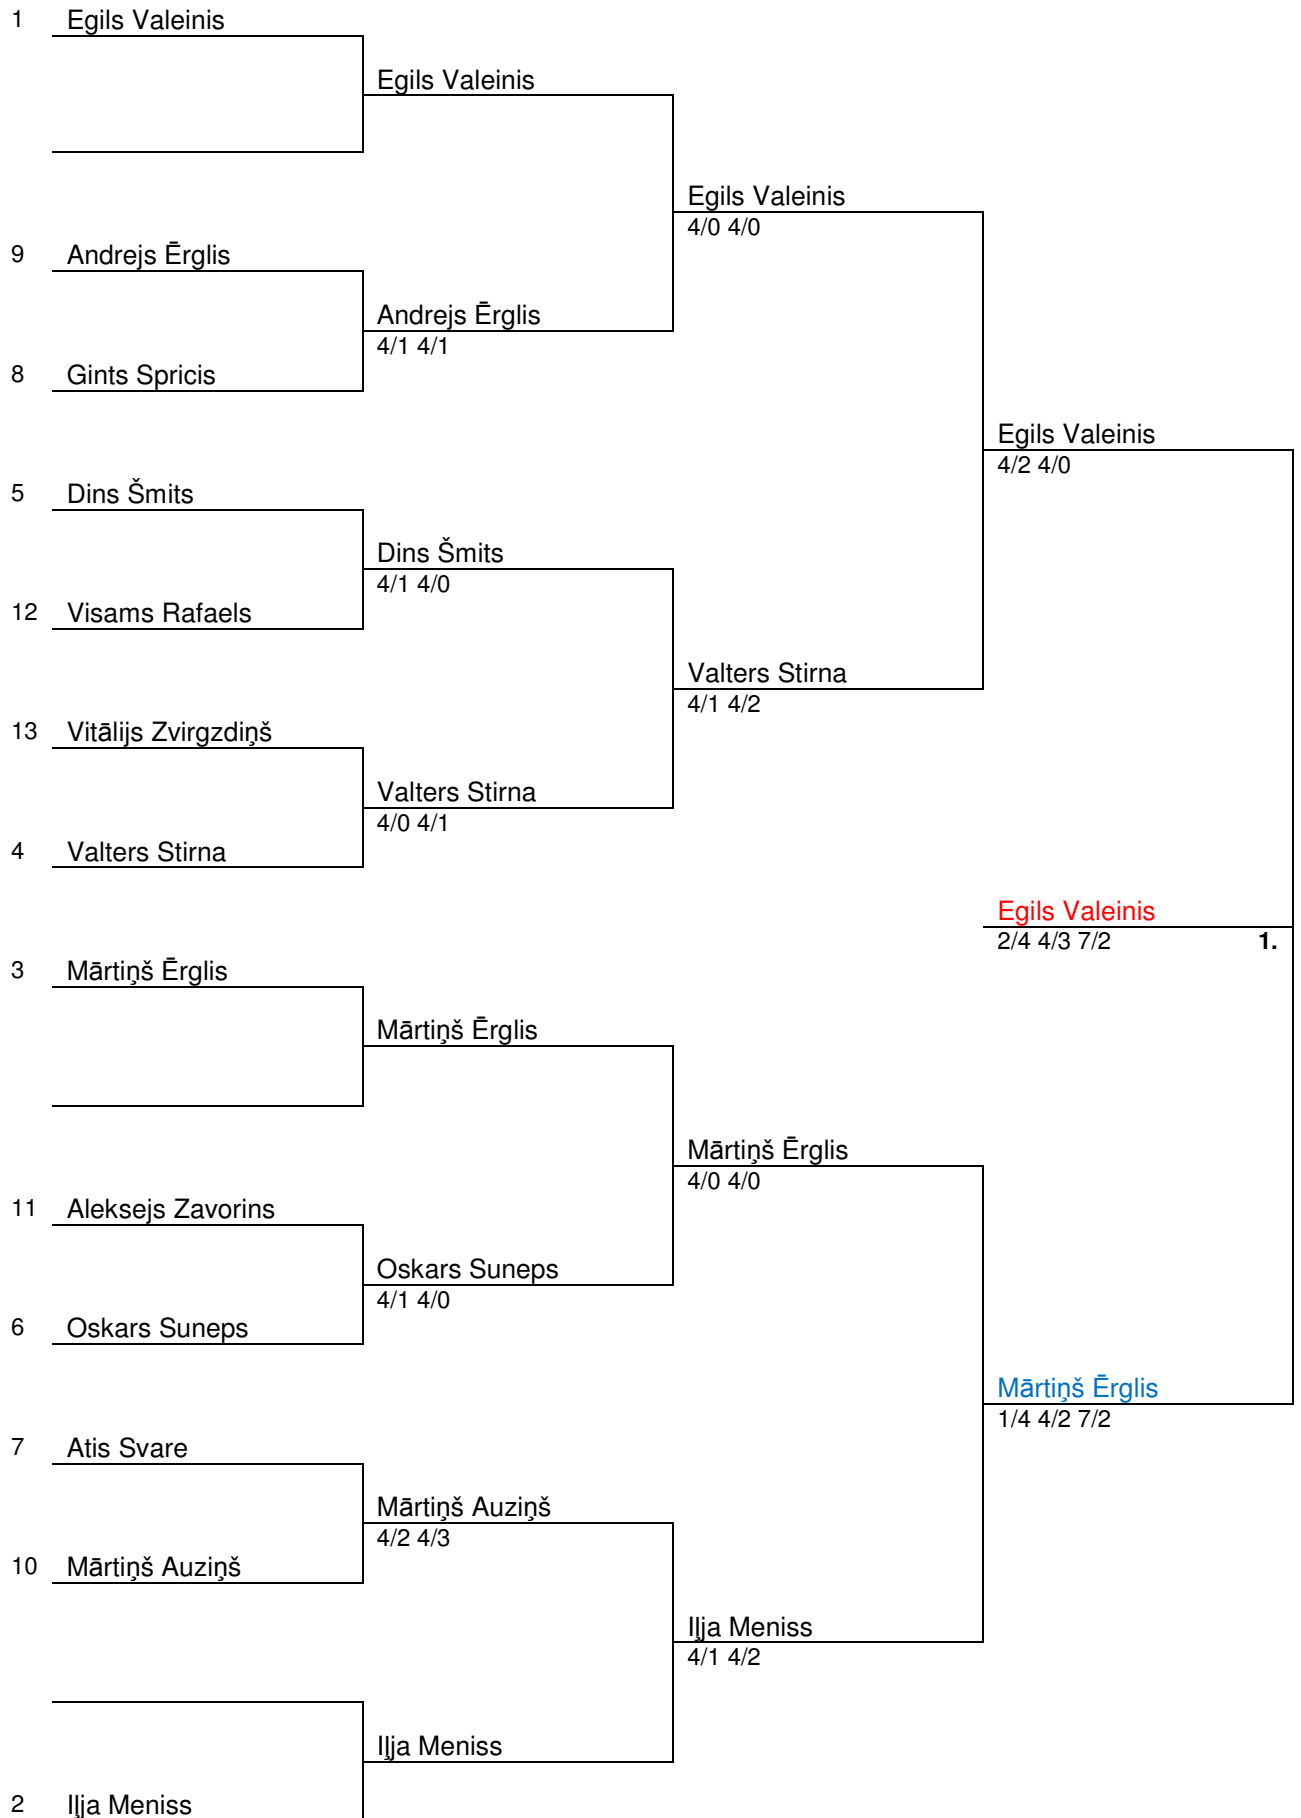 1 Egils Valeinis
Egils Valeinis
Egils Valeinis
4/0 4/0
9 Andrejs Ērglis
Andrejs Ērglis
4/1 4/1
8 Gints Spricis
Egils Valeinis
4/2 4/0
5 Dins Šmits
Dins Šmits
4/1 4/0
12 Visams Rafaels
Valters Stirna
4/1 4/2
13 Vitālijs Zvirgzdiņš
Valters Stirna
4/0 4/1
4 Valters Stirna
Egils Valeinis
2/4 4/3 7/2 1.
3 Mārtiņš Ērglis
Mārtiņš Ērglis
Mārtiņš Ērglis
4/0 4/0
11 Aleksejs Zavorins
Oskars Suneps
4/1 4/0
6 Oskars Suneps
Mārtiņš Ērglis
1/4 4/2 7/2
7 Atis Svare
Mārtiņš Auziņš
4/2 4/3
10 Mārtiņš Auziņš
Iļja Meniss
4/1 4/2
Iļja Meniss
2 Iļja Meniss